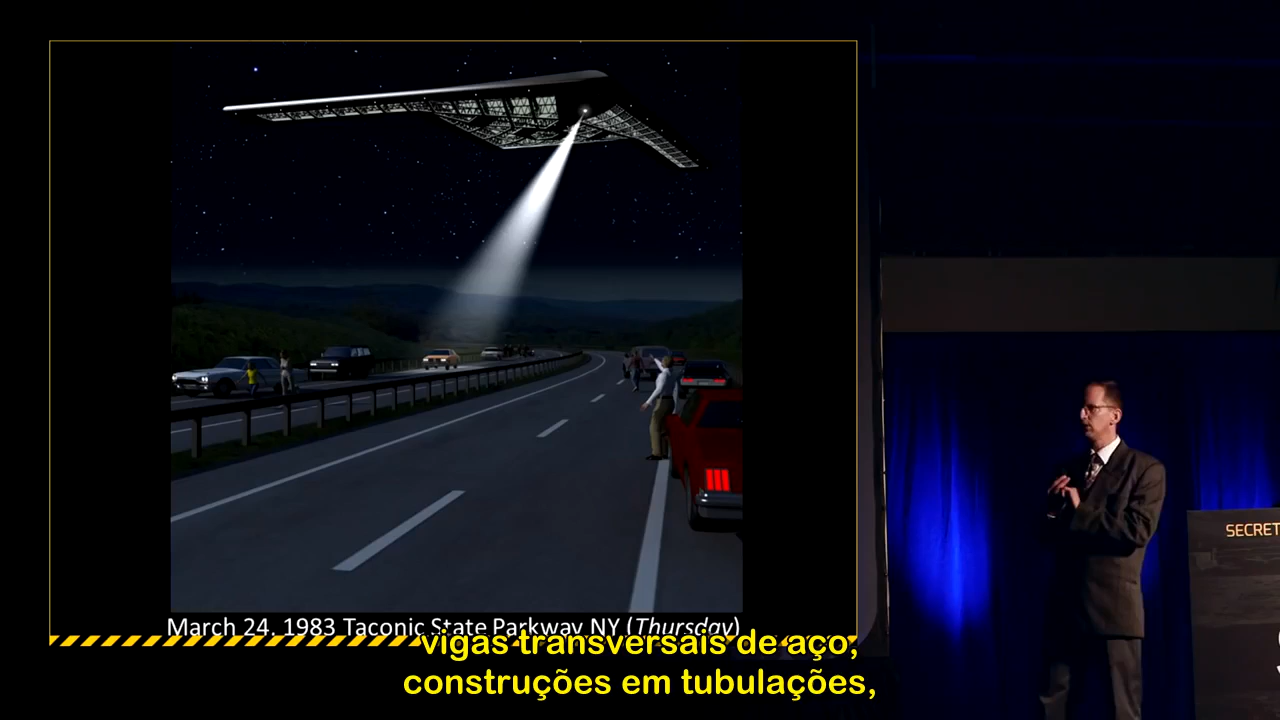 March 24, 1983 Taconic State Parkway NY (Thursday)
vigas transversais de aço,
construções em tubulações,
SECRET